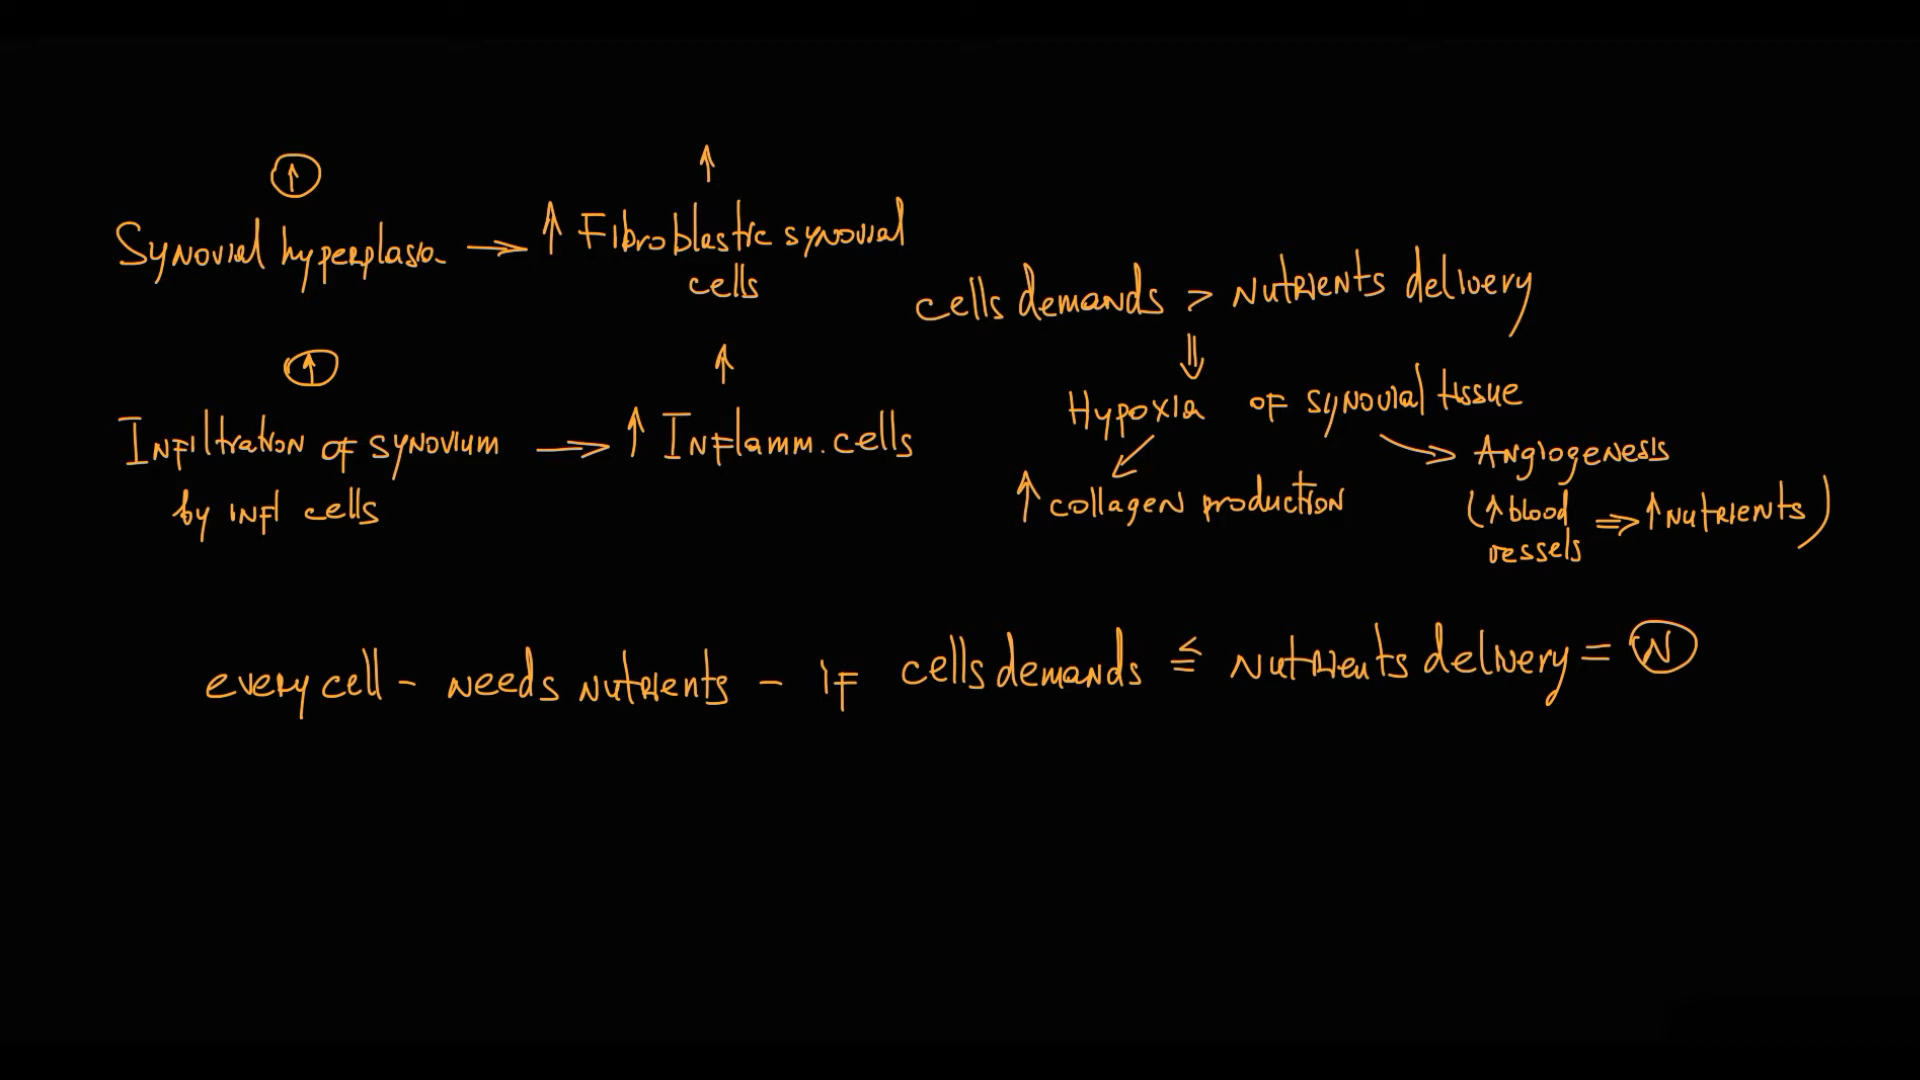 ↑
Synovial hyperplasia → ↑ Fibroblastic synovial
cells
↑
↑
Infiltration of synovium → ↑ Inflamm. cells
by infl cells
↑
cells demands > nutrients delivery
⇓
Hypoxia of synovial tissue
↑ collagen production
→ Angiogenesis
(↑ blood ⇒ ↑ nutrients)
vessels
every cell - needs nutrients - if cells demands ≤ nutrients delivery = N